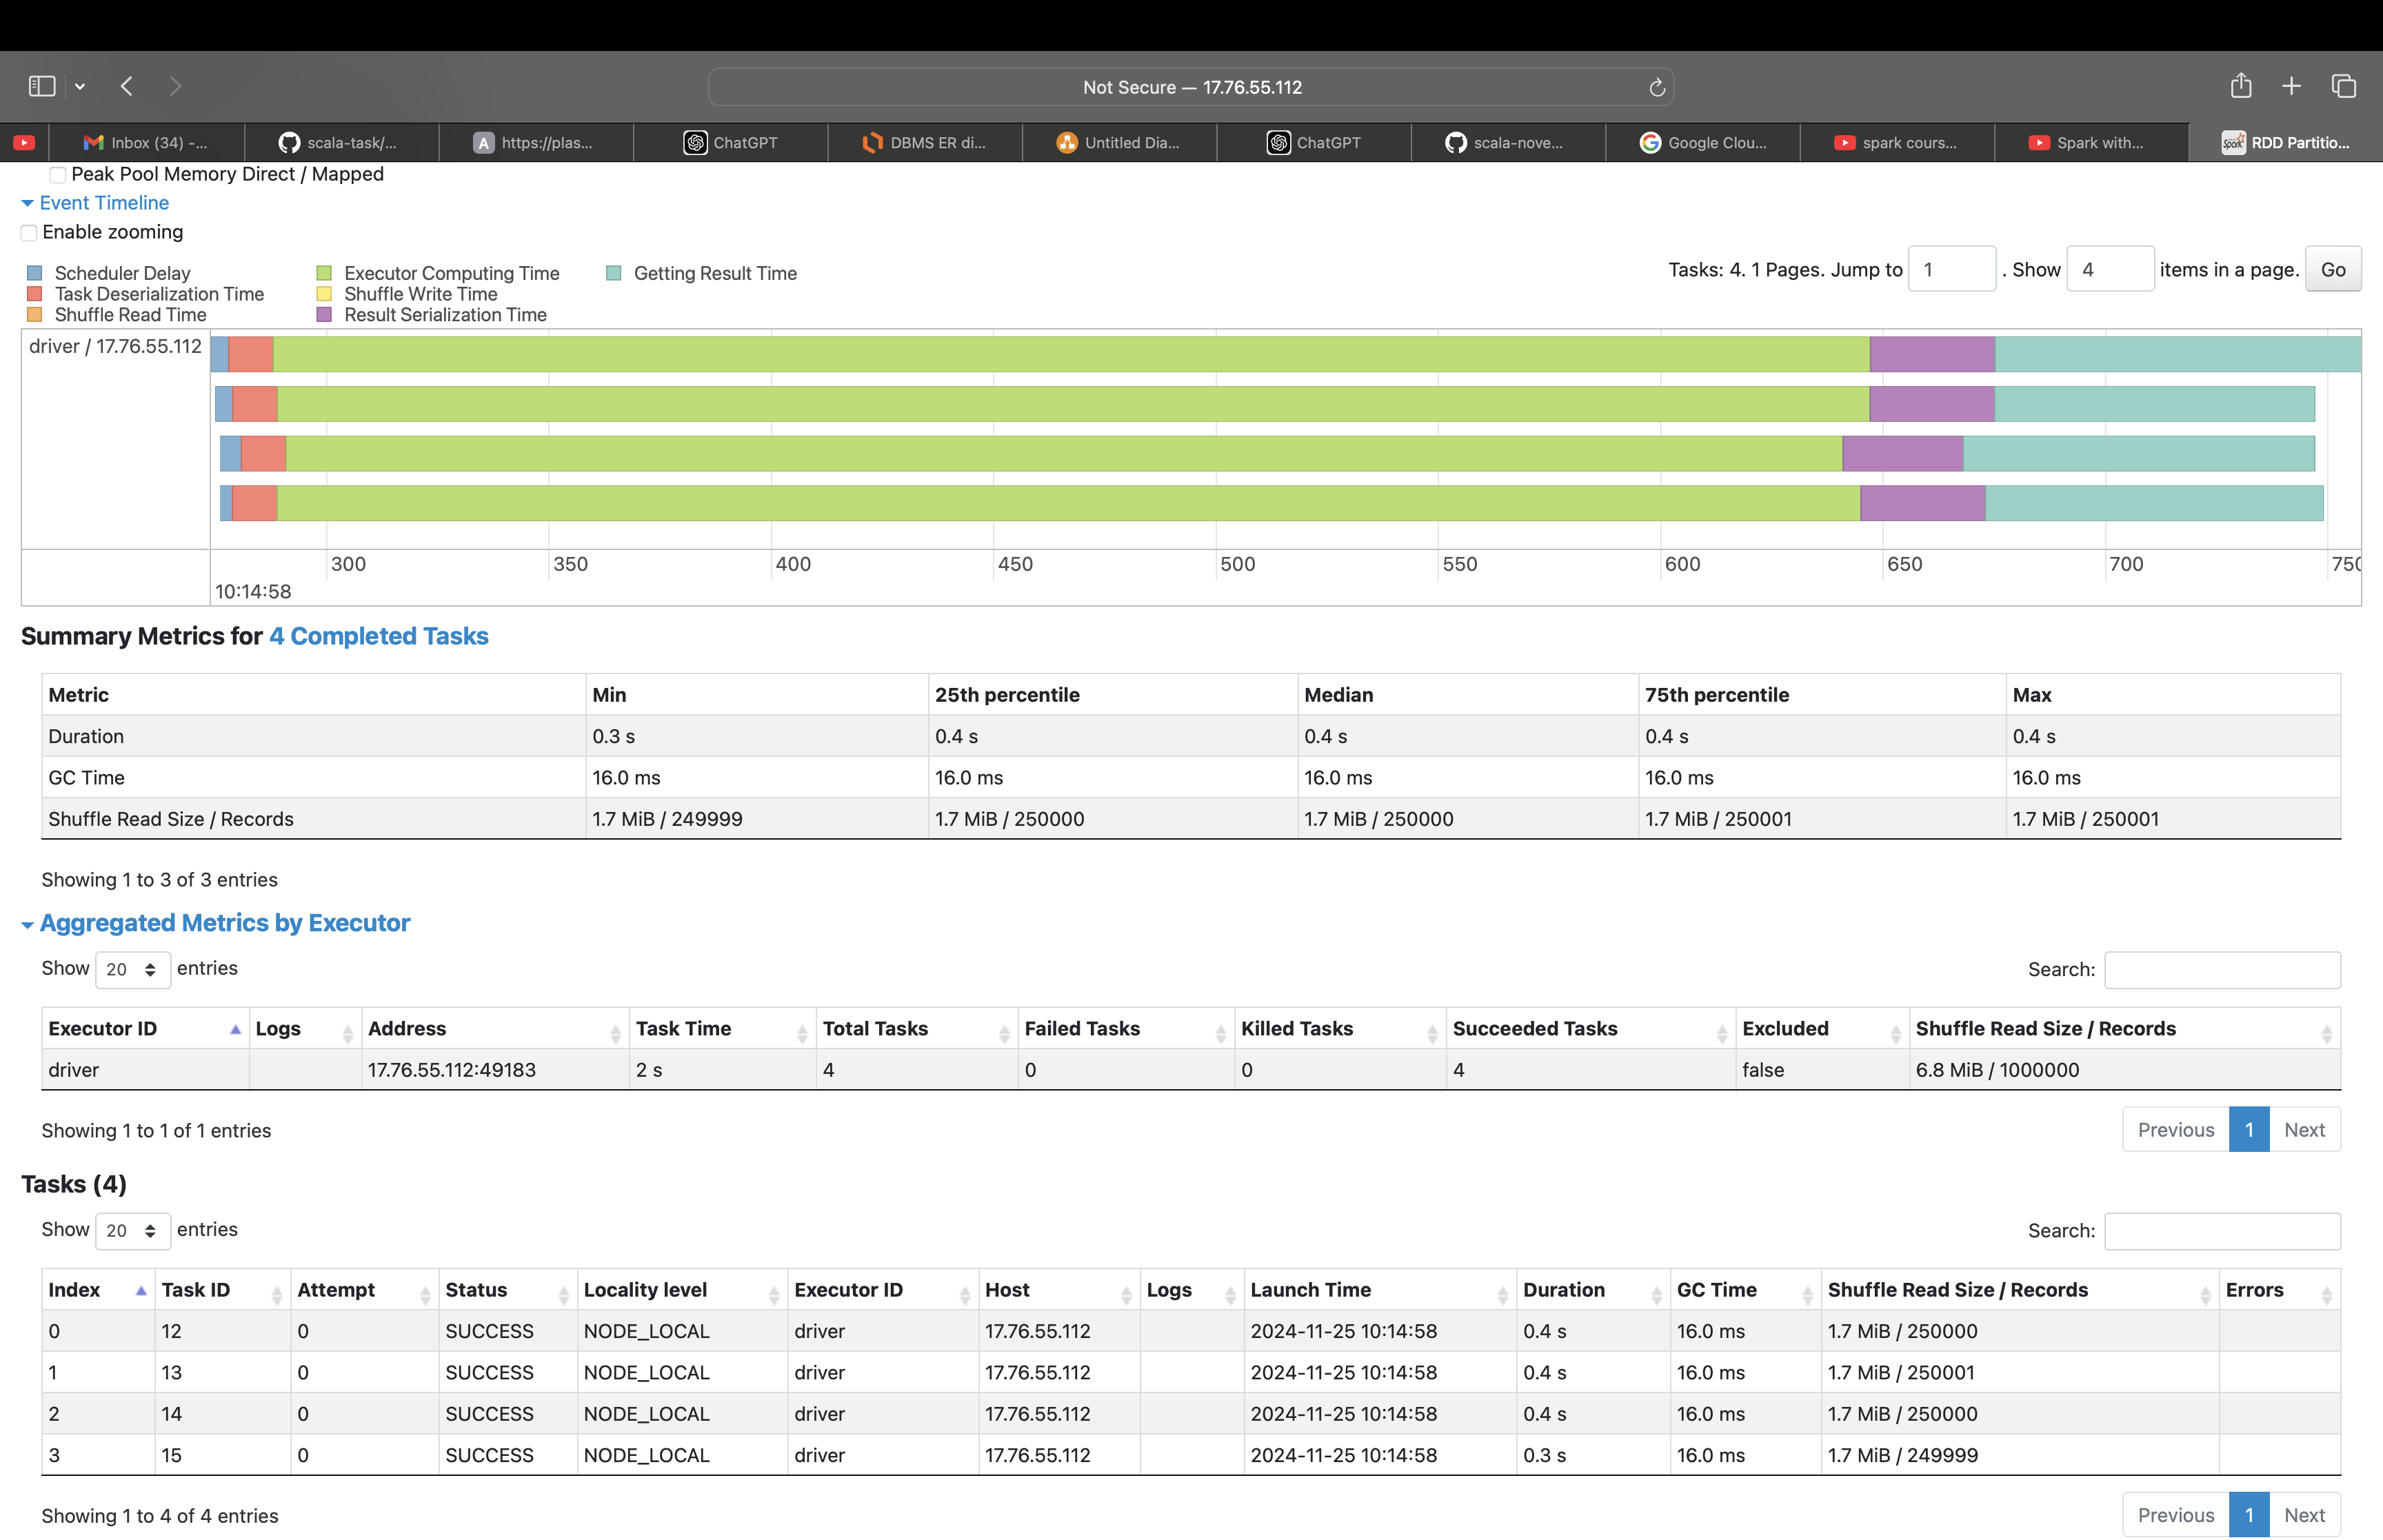 Not Secure — 17.76.55.112
Inbox (34) -...
scala-task/...
A https://plas...
ChatGPT
DBMS ER di...
Untitled Dia...
ChatGPT
scala-nove...
Google Clou...
spark cours...
Spark with...
Spark RDD Partitio...
Peak Pool Memory Direct / Mapped
Event Timeline
Enable zooming
Scheduler Delay Executor Computing Time Getting Result Time
Task Deserialization Time Shuffle Write Time
Shuffle Read Time Result Serialization Time
Tasks: 4. 1 Pages. Jump to 1 . Show 4 items in a page. Go
driver / 17.76.55.112
300 350 400 450 500 550 600 650 700 750
10:14:58
Summary Metrics for 4 Completed Tasks
Metric Min 25th percentile Median 75th percentile Max
Duration 0.3 s 0.4 s 0.4 s 0.4 s 0.4 s
GC Time 16.0 ms 16.0 ms 16.0 ms 16.0 ms 16.0 ms
Shuffle Read Size / Records 1.7 MiB / 249999 1.7 MiB / 250000 1.7 MiB / 250000 1.7 MiB / 250001 1.7 MiB / 250001
Showing 1 to 3 of 3 entries
Aggregated Metrics by Executor
Show 20 entries Search:
Executor ID Logs Address Task Time Total Tasks Failed Tasks Killed Tasks Succeeded Tasks Excluded Shuffle Read Size / Records
driver 17.76.55.112:49183 2 s 4 0 0 4 false 6.8 MiB / 1000000
Showing 1 to 1 of 1 entries Previous 1 Next
Tasks (4)
Show 20 entries Search:
Index Task ID Attempt Status Locality level Executor ID Host Logs Launch Time Duration GC Time Shuffle Read Size / Records Errors
0 12 0 SUCCESS NODE_LOCAL driver 17.76.55.112 2024-11-25 10:14:58 0.4 s 16.0 ms 1.7 MiB / 250000
1 13 0 SUCCESS NODE_LOCAL driver 17.76.55.112 2024-11-25 10:14:58 0.4 s 16.0 ms 1.7 MiB / 250001
2 14 0 SUCCESS NODE_LOCAL driver 17.76.55.112 2024-11-25 10:14:58 0.4 s 16.0 ms 1.7 MiB / 250000
3 15 0 SUCCESS NODE_LOCAL driver 17.76.55.112 2024-11-25 10:14:58 0.3 s 16.0 ms 1.7 MiB / 249999
Showing 1 to 4 of 4 entries Previous 1 Next